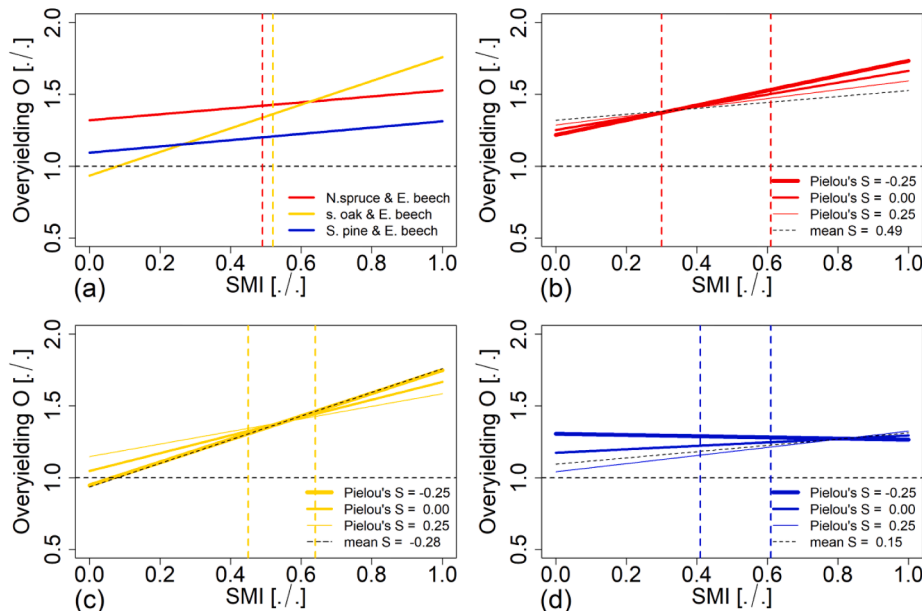 2.0
1.5
1.0
0.5
Overyielding O [./.]
N.spruce & E. beech
s. oak & E. beech
S. pine & E. beech
0.0 0.2 0.4 0.6 0.8 1.0
(a) SMI [./.]
2.0
1.5
1.0
0.5
Overyielding O [./.]
Pielou's S = -0.25
Pielou's S = 0.00
Pielou's S = 0.25
mean S = 0.49
0.0 0.2 0.4 0.6 0.8 1.0
(b) SMI [./.]
2.0
1.5
1.0
0.5
Overyielding O [./.]
Pielou's S = -0.25
Pielou's S = 0.00
Pielou's S = 0.25
mean S = -0.28
0.0 0.2 0.4 0.6 0.8 1.0
(c) SMI [./.]
2.0
1.5
1.0
0.5
Overyielding O [./.]
Pielou's S = -0.25
Pielou's S = 0.00
Pielou's S = 0.25
mean S = 0.15
0.0 0.2 0.4 0.6 0.8 1.0
(d) SMI [./.]